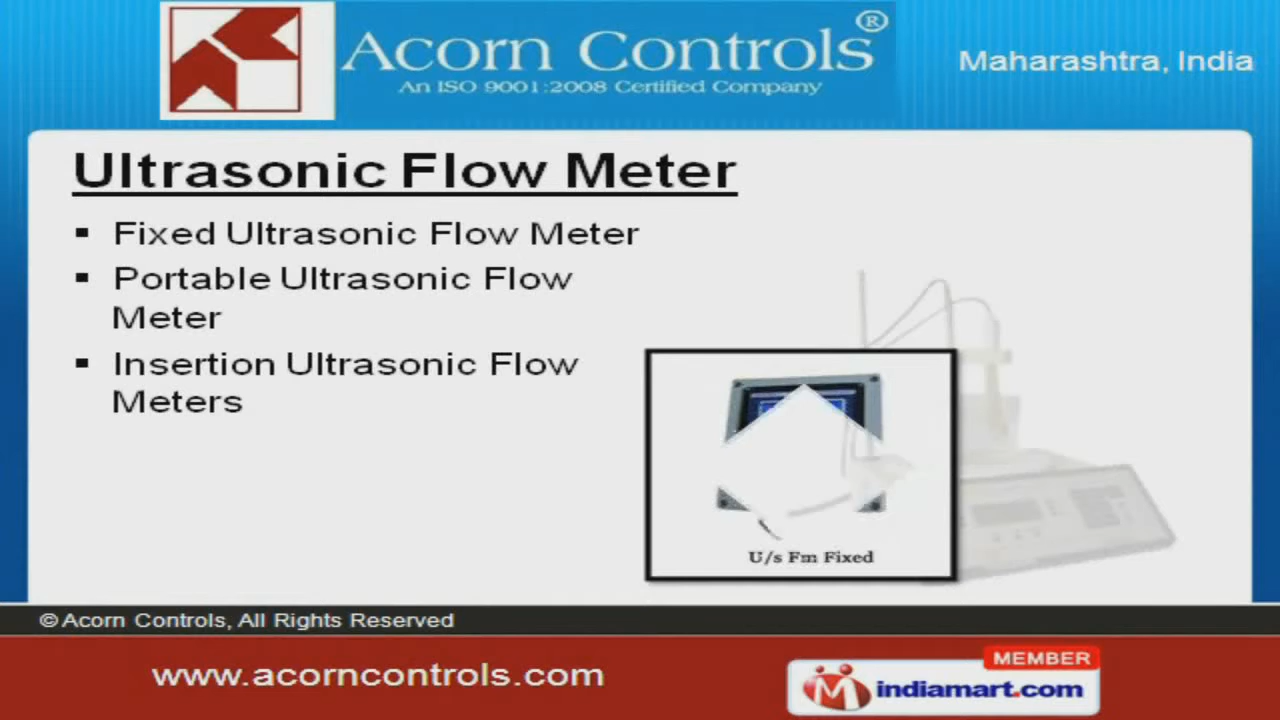 Acorn Controls®
An ISO 9001:2008 Certified Company
Maharashtra, India
Ultrasonic Flow Meter
▪ Fixed Ultrasonic Flow Meter
▪ Portable Ultrasonic Flow
Meter
▪ Insertion Ultrasonic Flow
Meters
U/s Fm Fixed
© Acorn Controls, All Rights Reserved
www.acorncontrols.com
MEMBER
indiamart.com